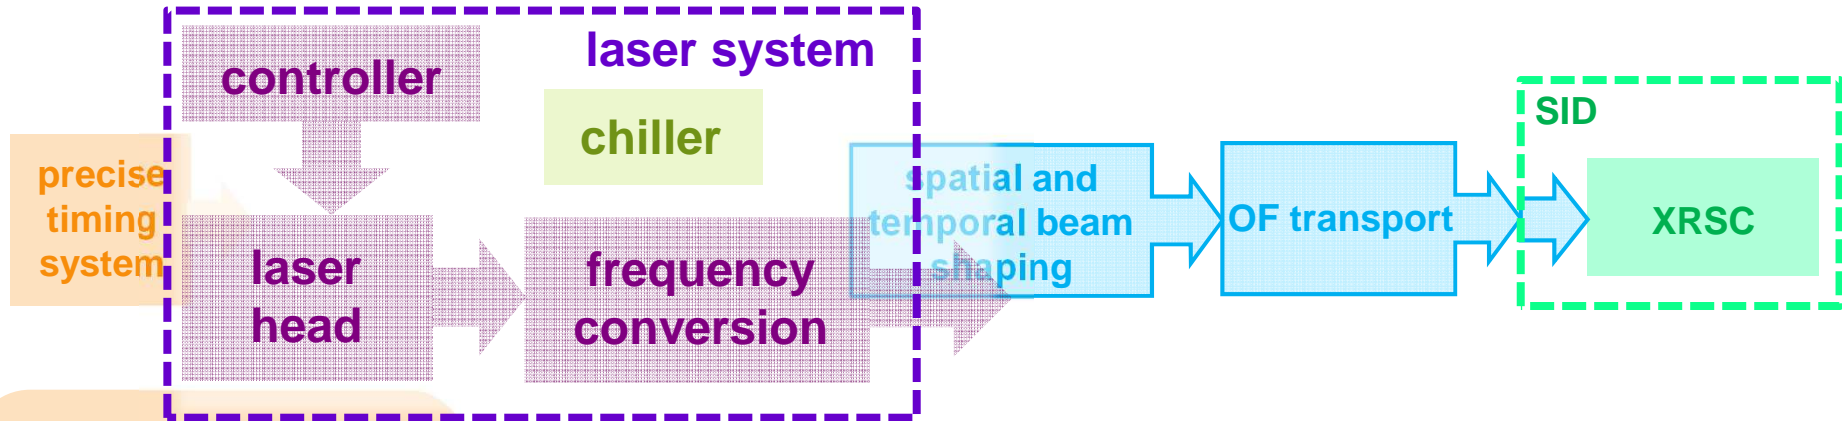 laser system
controller
chiller
precise
timing
system
laser
head
frequency
conversion
spatial and
temporal beam
shaping
OF transport
SID
XRSC